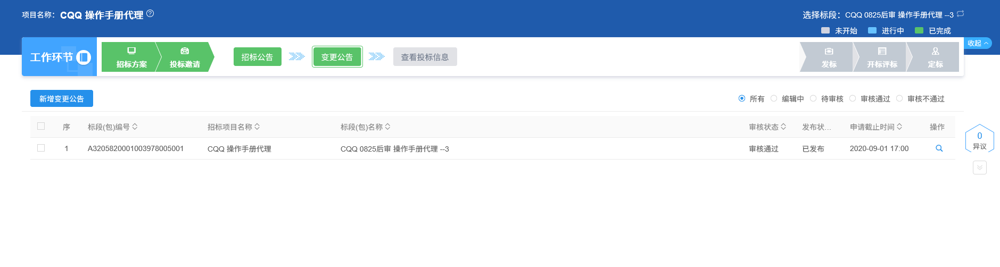 项目名称： CQQ 操作手册代理
选择标段：CQQ 0825后审 操作手册代理 --3
未开始 进行中 已完成
收起
工作环节
招标方案 投标邀请 招标公告 变更公告 查看投标信息 发标 开标评标 定标
新增变更公告 所有 编辑中 待审核 审核通过 审核不通过
序 标段(包)编号 招标项目名称 标段(包)名称 审核状态 发布状... 申请截止时间 操作
1 A3205820001003978005001 CQQ 操作手册代理 CQQ 0825后审 操作手册代理 --3 审核通过 已发布 2020-09-01 17:00
0
异议